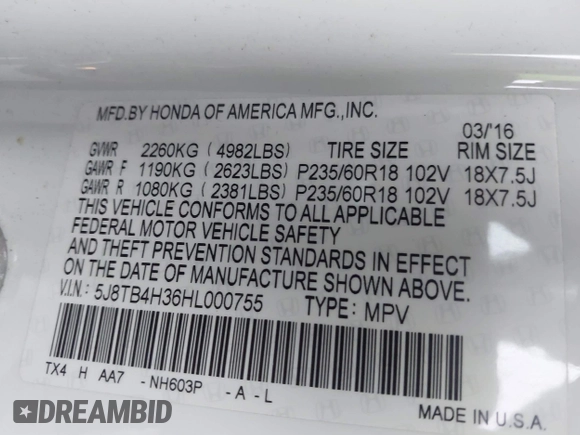 MFD.BY HONDA OF AMERICA MFG.,INC.
03/'16
GVWR 2260KG ( 4982LBS) TIRE SIZE RIM SIZE
GAWR F 1190KG ( 2623LBS) P235/60R18 102V 18X7.5J
GAWR R 1080KG ( 2381LBS) P235/60R18 102V 18X7.5J
THIS VEHICLE CONFORMS TO ALL APPLICABLE
FEDERAL MOTOR VEHICLE SAFETY
AND THEFT PREVENTION STANDARDS IN EFFECT
ON THE DATE OF MANUFACTURE SHOWN ABOVE.
V.I.N.: 5J8TB4H36HL000755 TYPE: MPV
TX4 H AA7 -NH603P -A-L
MADE IN U.S.A.
DREAMBID